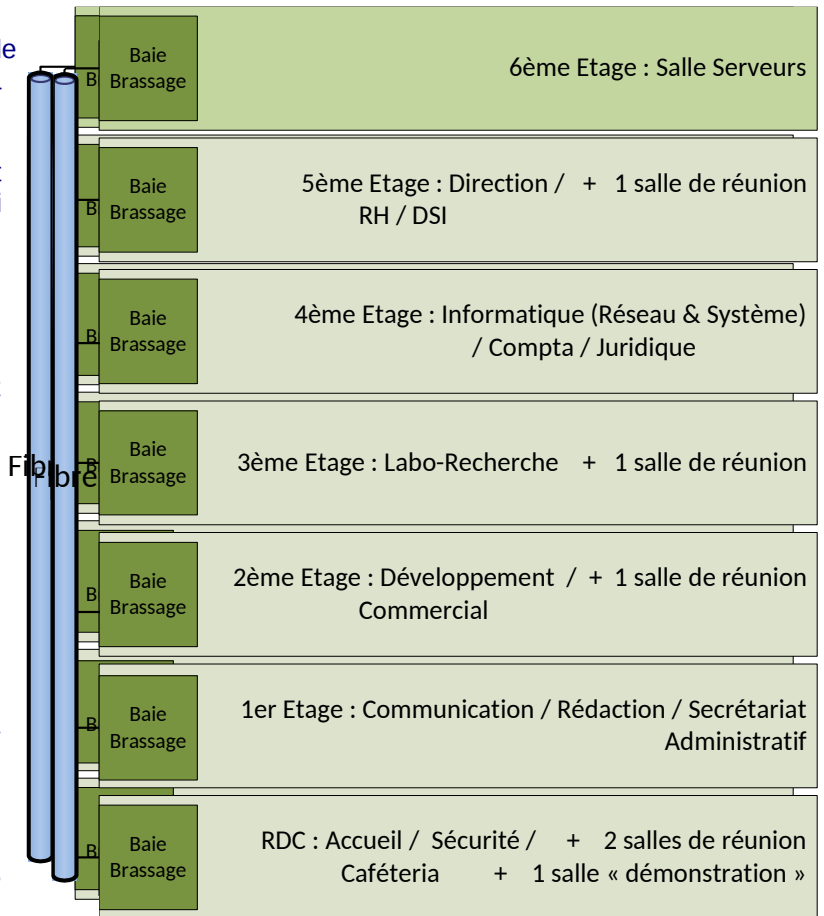 Baie
Brassage
6ème Etage : Salle Serveurs
Baie
Brassage
5ème Etage : Direction /   +   1 salle de réunion
RH / DSI
Baie
Brassage
4ème Etage : Informatique (Réseau & Système)
/ Compta / Juridique
Baie
Brassage
3ème Etage : Labo-Recherche    +   1 salle de réunion
Fibre
Baie
Brassage
2ème Etage : Développement  /  +  1 salle de réunion
Commercial
Baie
Brassage
1er Etage : Communication / Rédaction / Secrétariat
Administratif
Baie
Brassage
RDC : Accueil /  Sécurité /    +    2 salles de réunion
Caféteria        +    1 salle « démonstration »